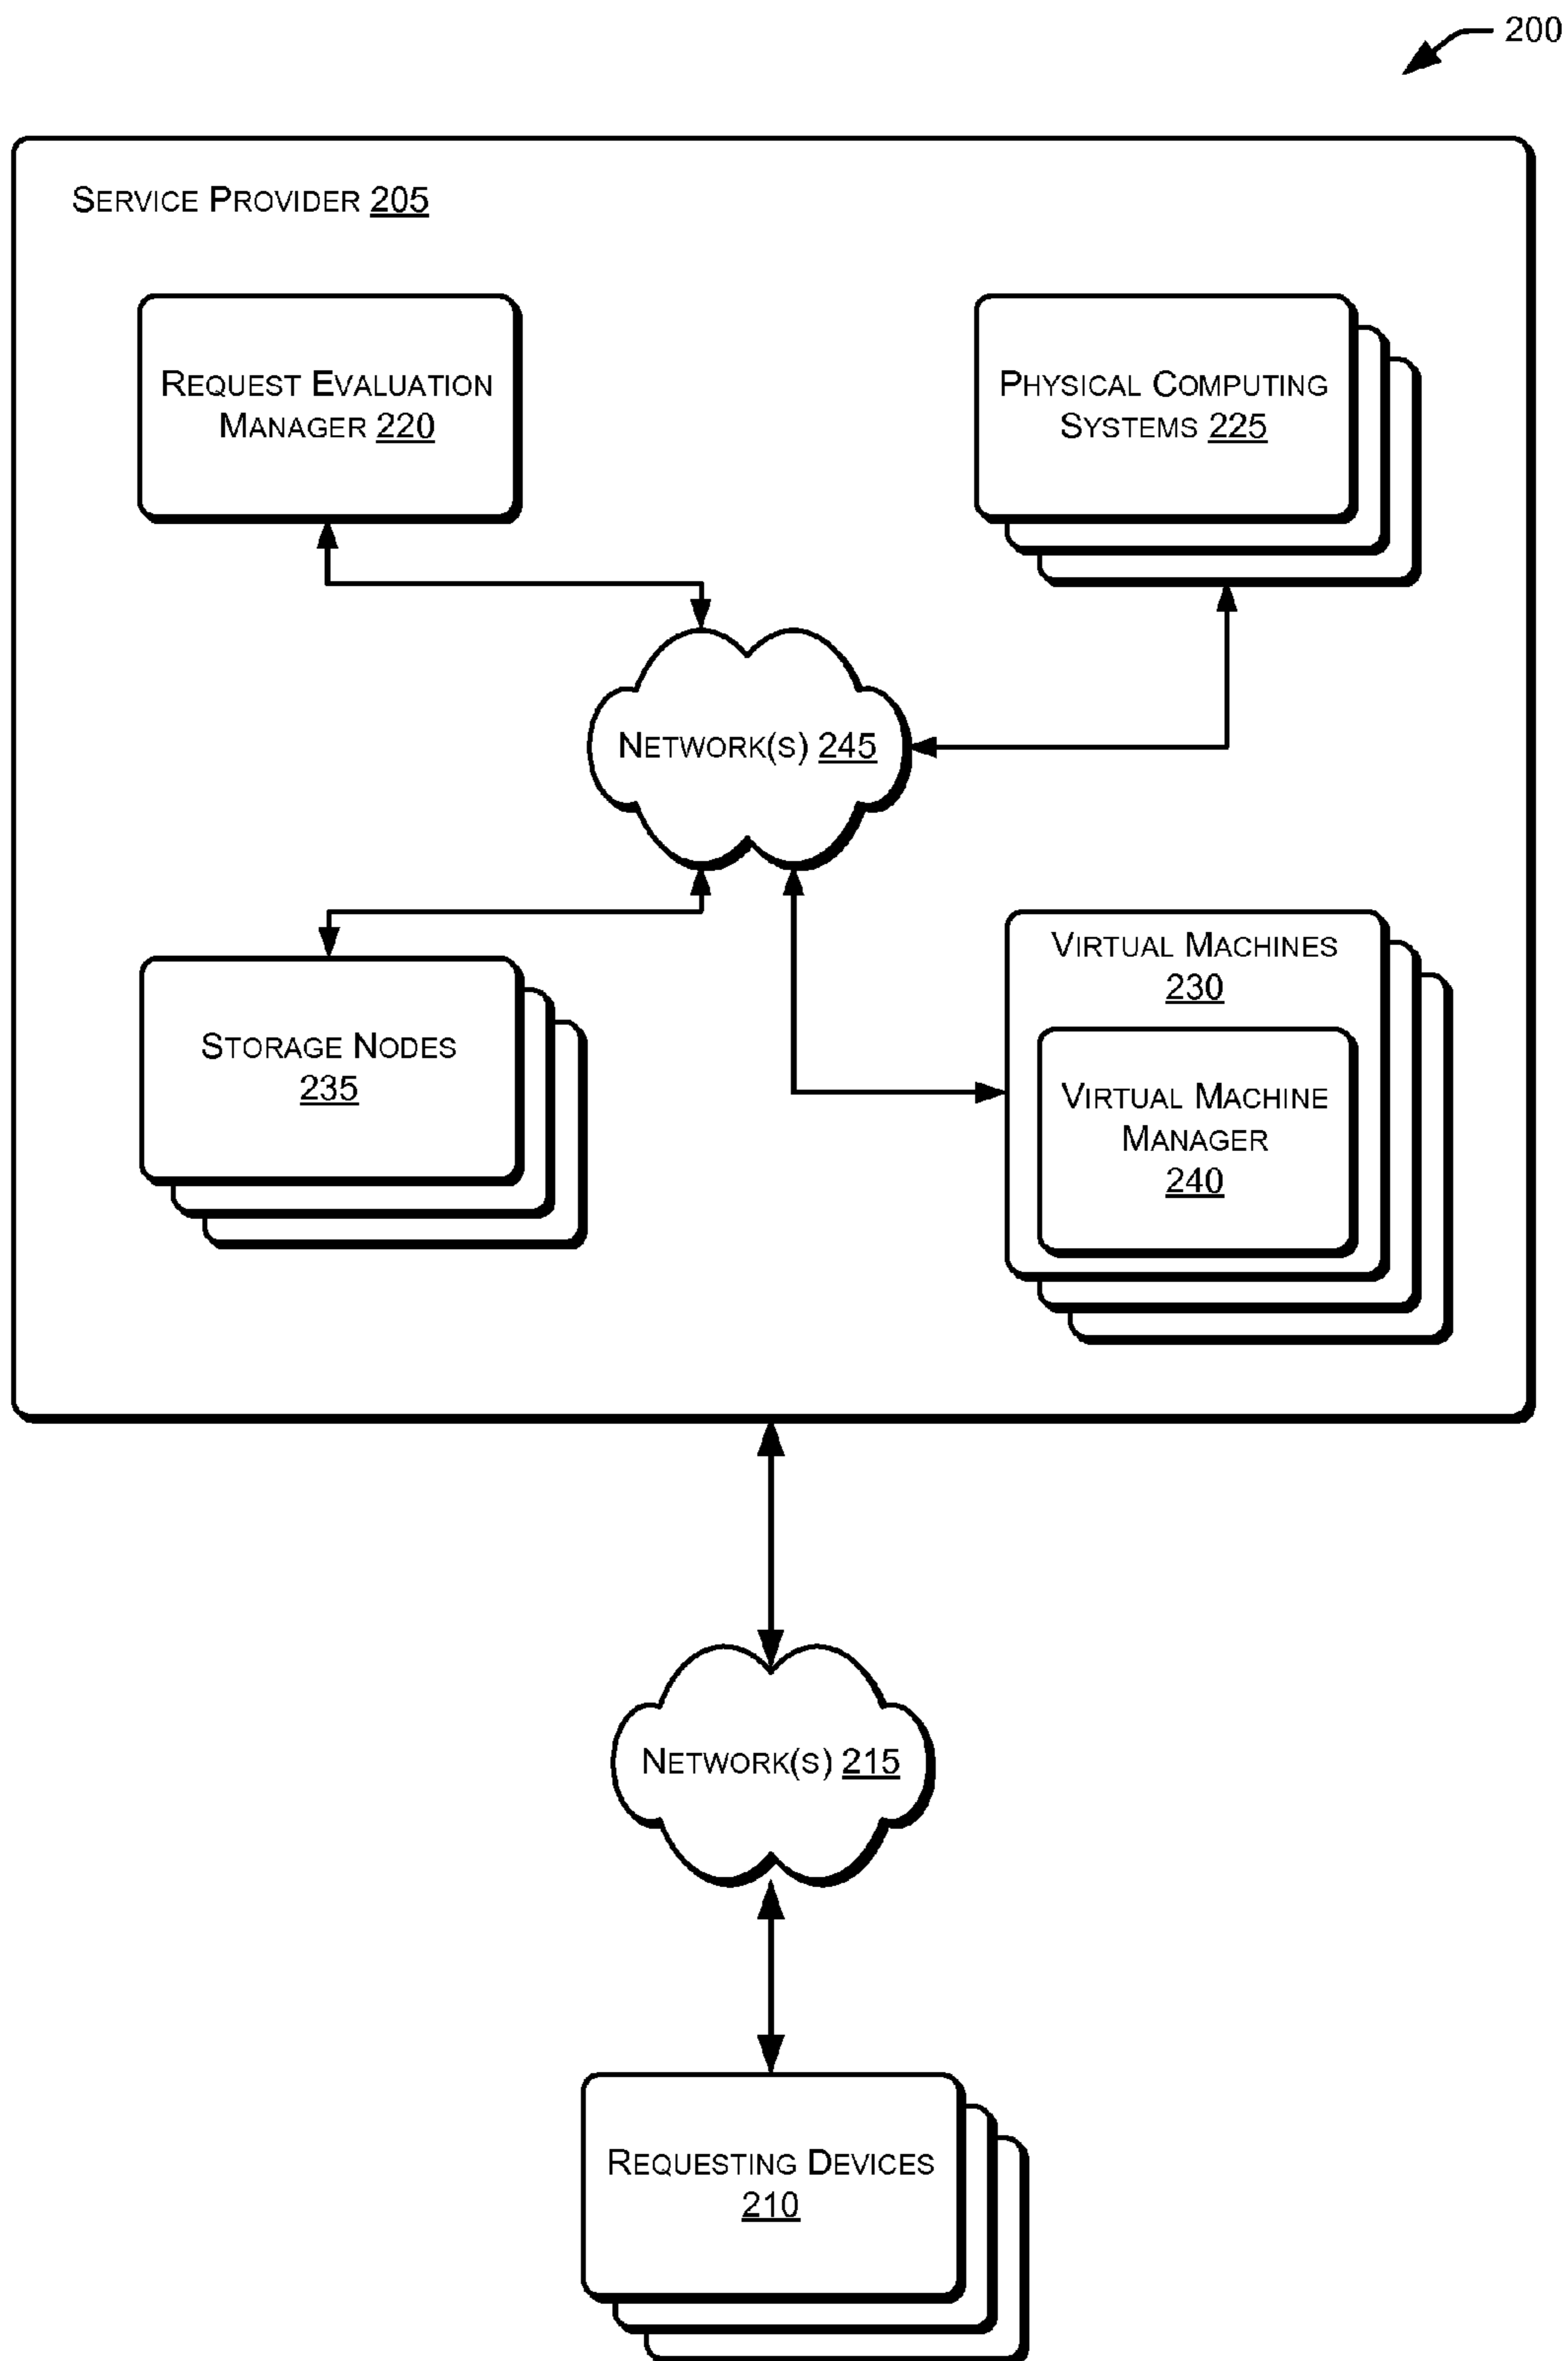 200
SERVICE PROVIDER 205
REQUEST EVALUATION
MANAGER 220
PHYSICAL COMPUTING
SYSTEMS 225
NETWORK(S) 245
VIRTUAL MACHINES
230
STORAGE NODES
235
VIRTUAL MACHINE
MANAGER
240
NETWORK(S) 215
REQUESTING DEVICES
210